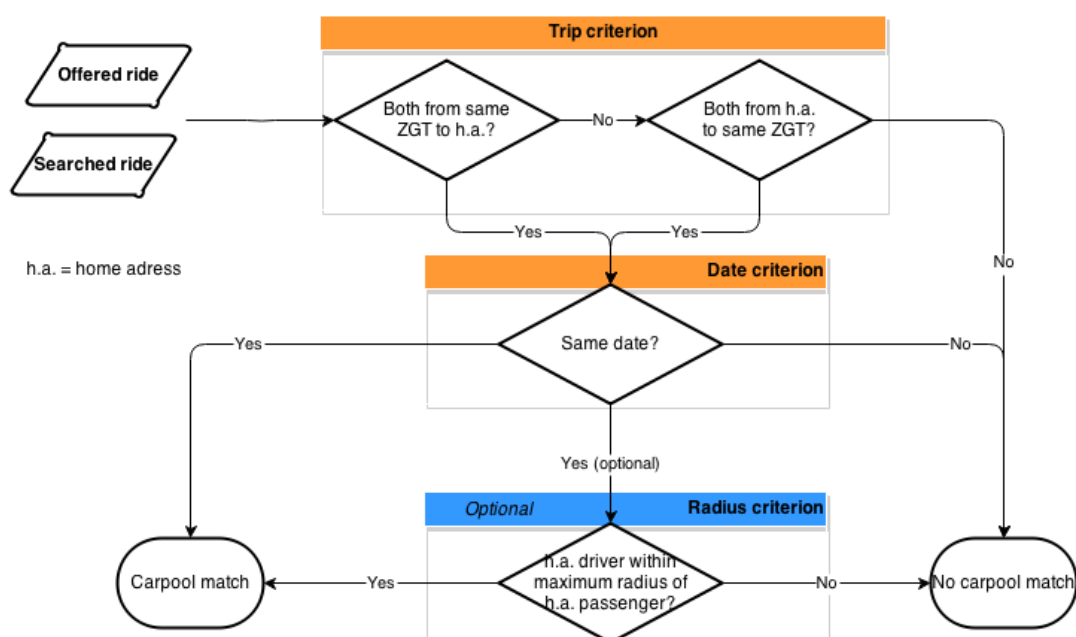 Trip criterion
Offered ride
Both from same
ZGT to h.a.?
No
Both from h.a.
to same ZGT?
Searched ride
Yes
Yes
h.a. = home adress
No
Date criterion
Yes
Same date?
No
Yes (optional)
Optional
Radius criterion
Carpool match
Yes
h.a. driver within
maximum radius of
h.a. passenger?
No
No carpool match